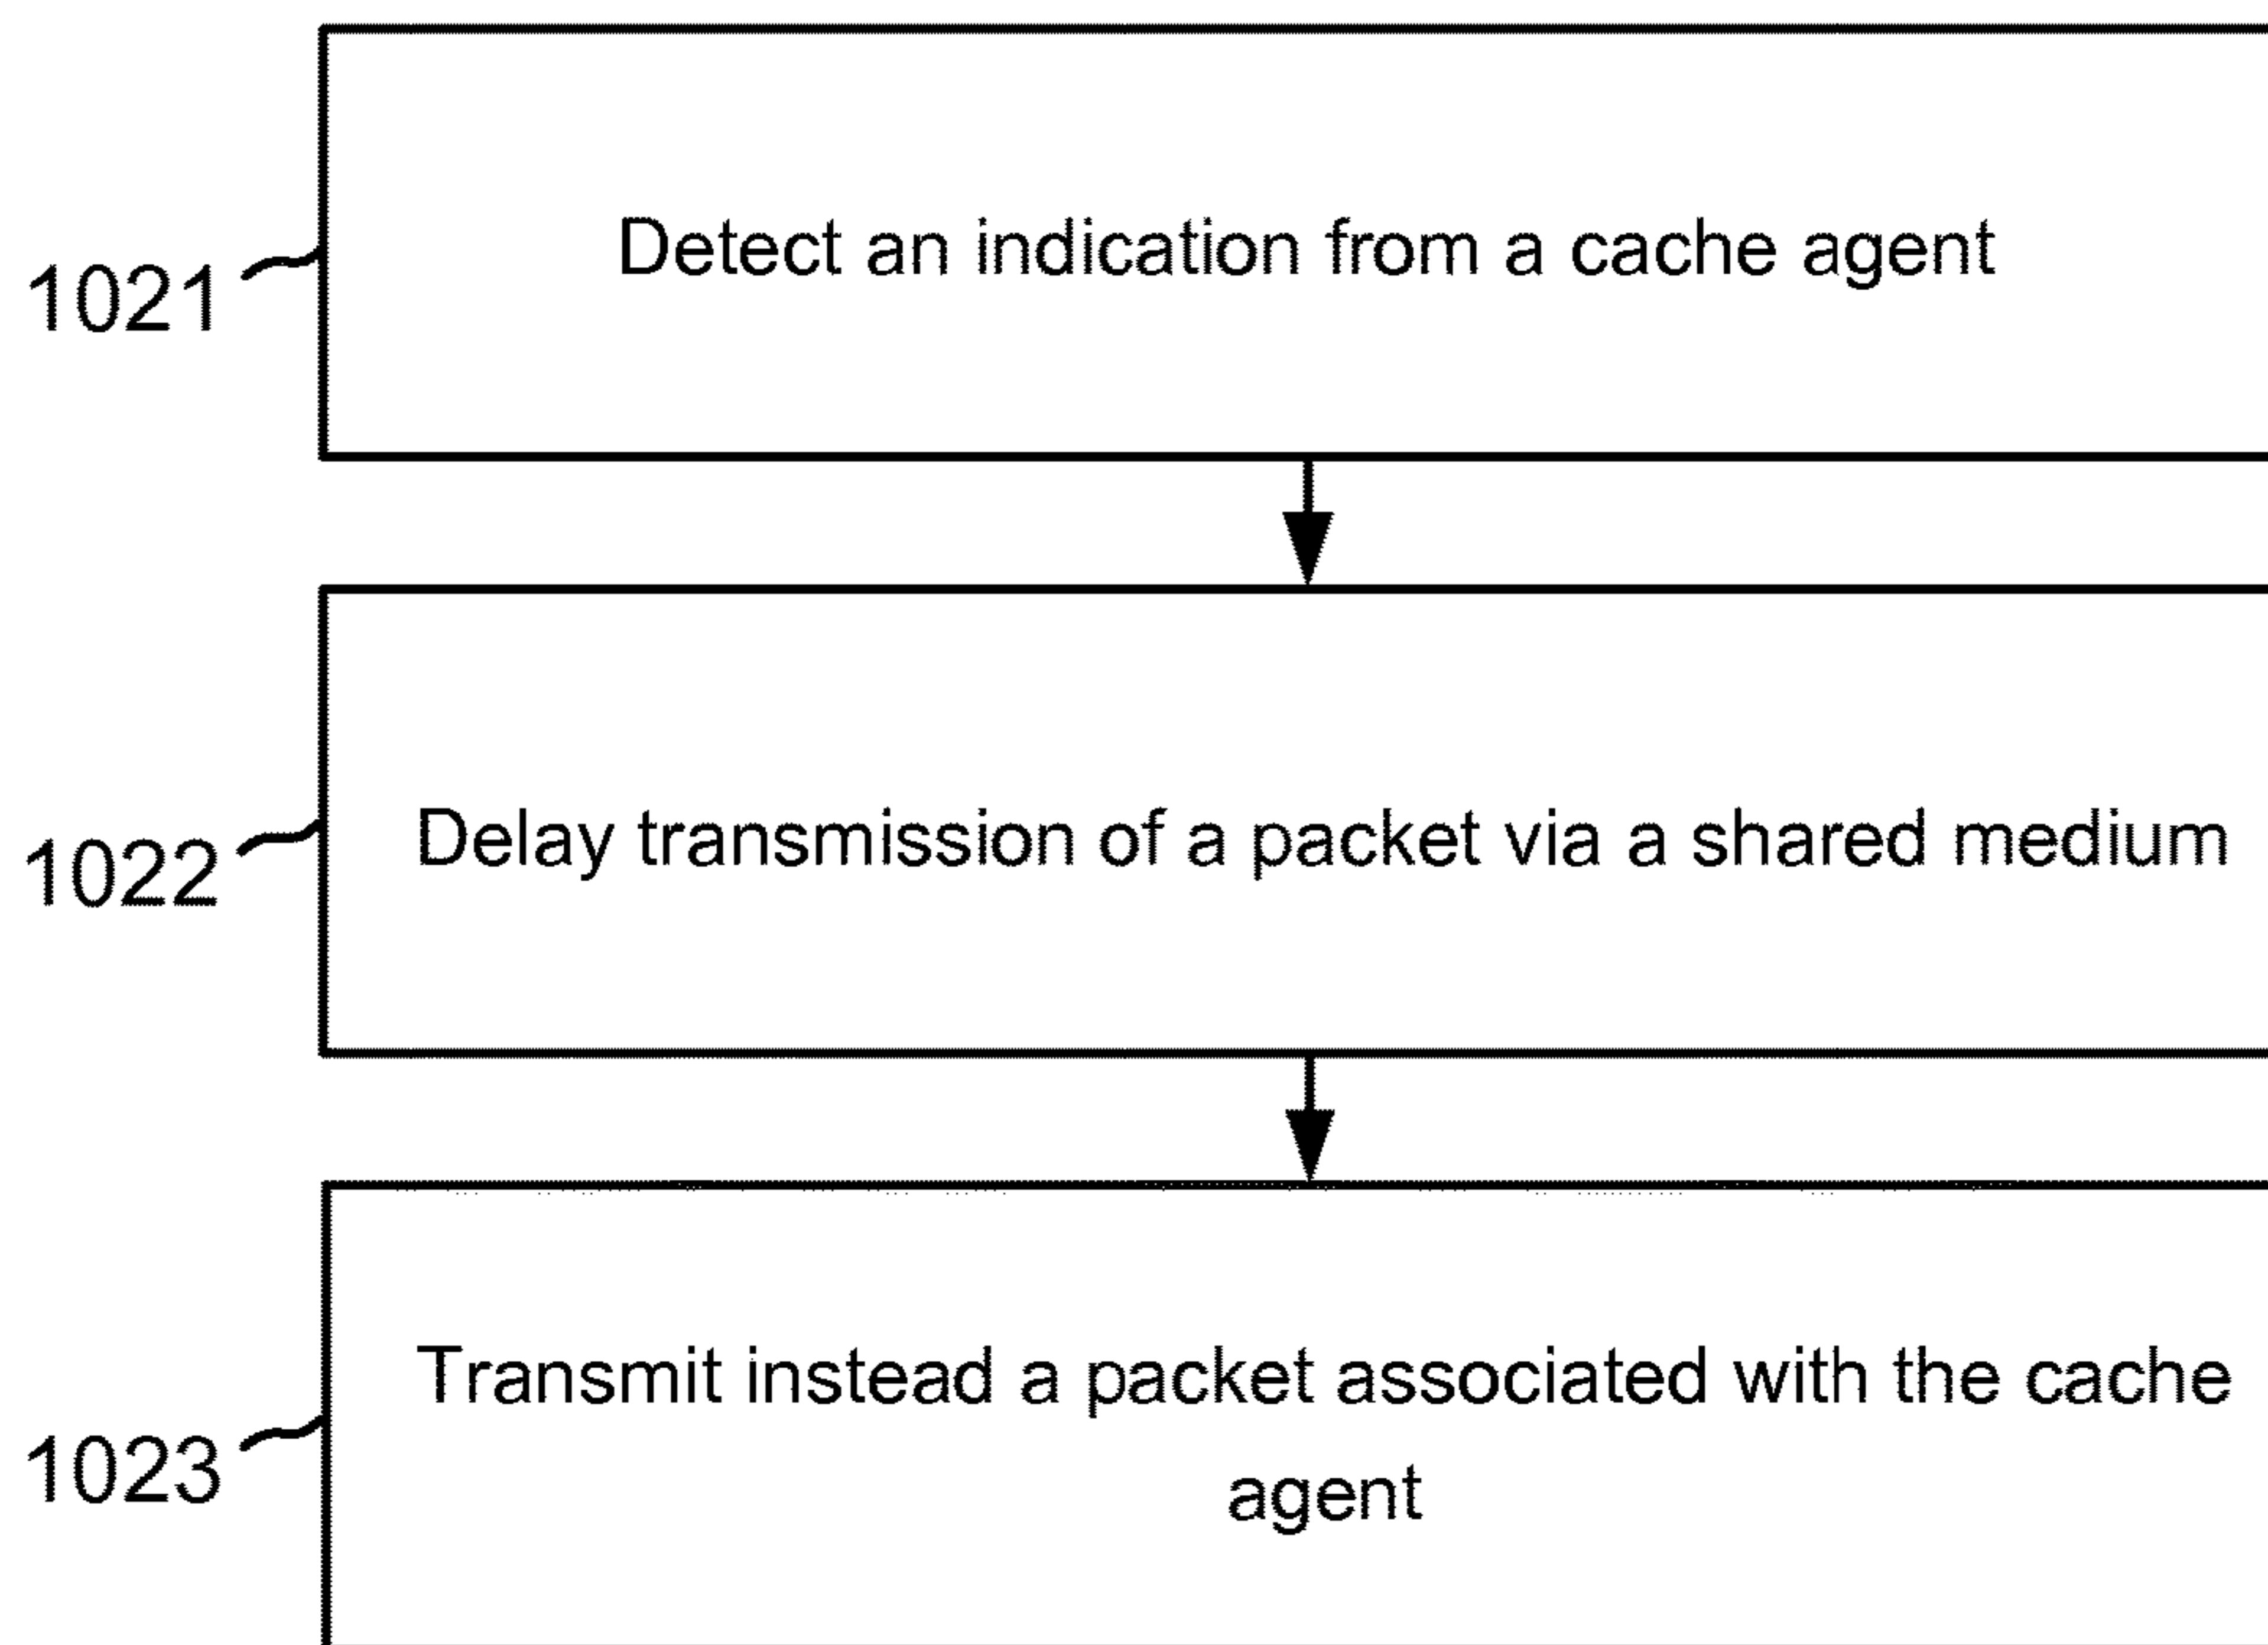 Detect an indication from a cache agent
1021
Delay transmission of a packet via a shared medium
1022
Transmit instead a packet associated with the cache
agent
1023